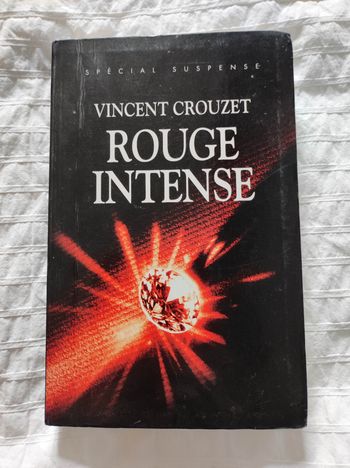 SPÉCIAL SUSPENSE
VINCENT CROUZET
ROUGE
INTENSE